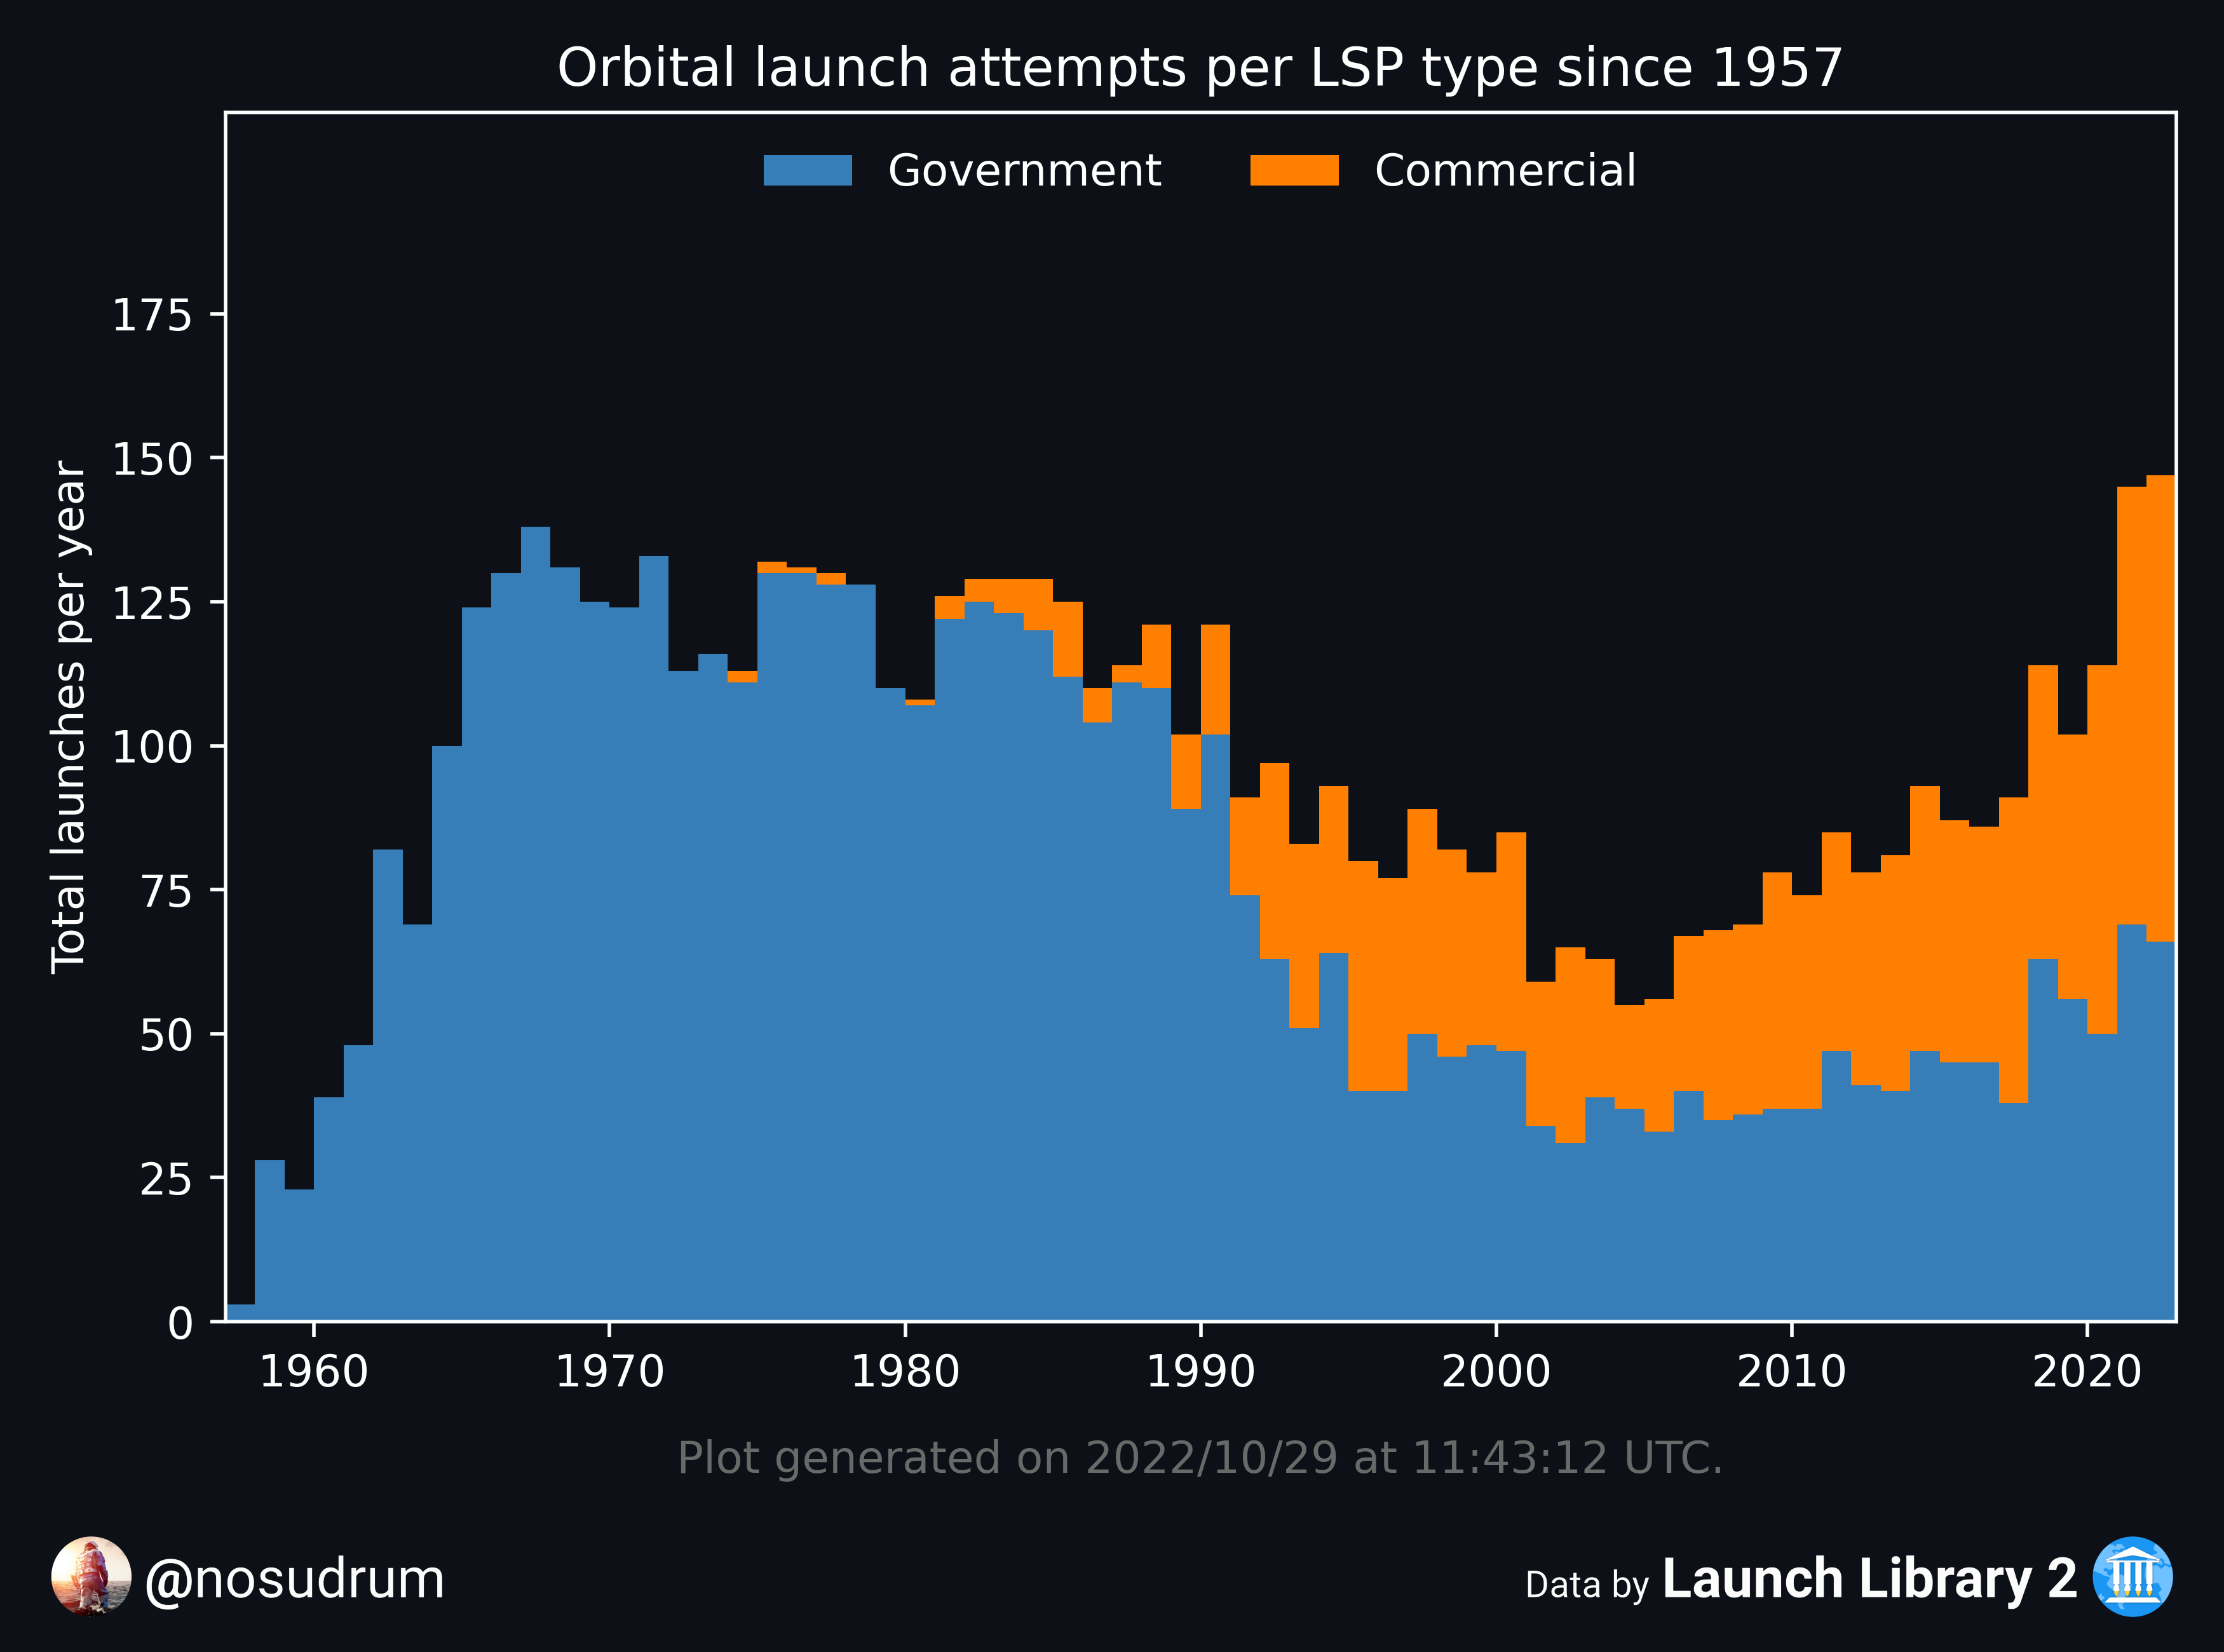 Orbital launch attempts per LSP type since 1957
Government
Commercial
Total launches per year
175
150
125
100
75
50
25
0
1960
1970
1980
1990
2000
2010
2020
Plot generated on 2022/10/29 at 11:43:12 UTC.
@nosudrum
Data by Launch Library 2